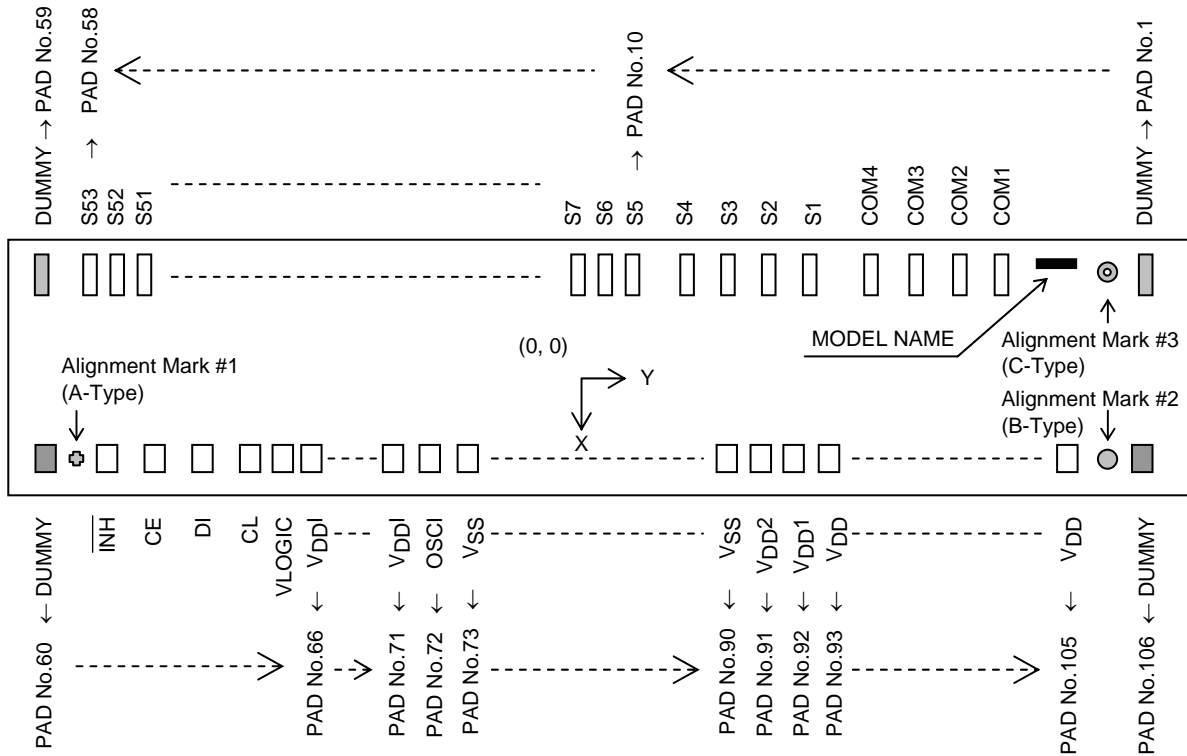 DUMMY → PAD No.59
→ PAD No.58
→ PAD No.10
DUMMY → PAD No.1
S53
S52
S51
S7
S6
S5
S4
S3
S2
S1
COM4
COM3
COM2
COM1
MODEL NAME
(0, 0)
Y
X
Alignment Mark #1
(A-Type)
Alignment Mark #3
(C-Type)
Alignment Mark #2
(B-Type)
PAD No.60 ← DUMMY
INH
CE
DI
CL
VLOGIC
PAD No.66 ← VDDI
PAD No.71 ← VDDI
PAD No.72 ← OSCI
PAD No.73 ← VSS
PAD No.90 ← VSS
PAD No.91 ← VDD2
PAD No.92 ← VDD1
PAD No.93 ← VDD
PAD No.105 ← VDD
PAD No.106 ← DUMMY